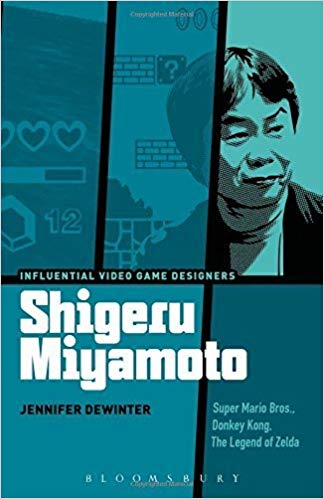 ?
12
INFLUENTIAL VIDEO GAME DESIGNERS
Shigeru
Miyamoto
JENNIFER DEWINTER
Super Mario Bros.,
Donkey Kong,
The Legend of Zelda
BLOOMSBURY